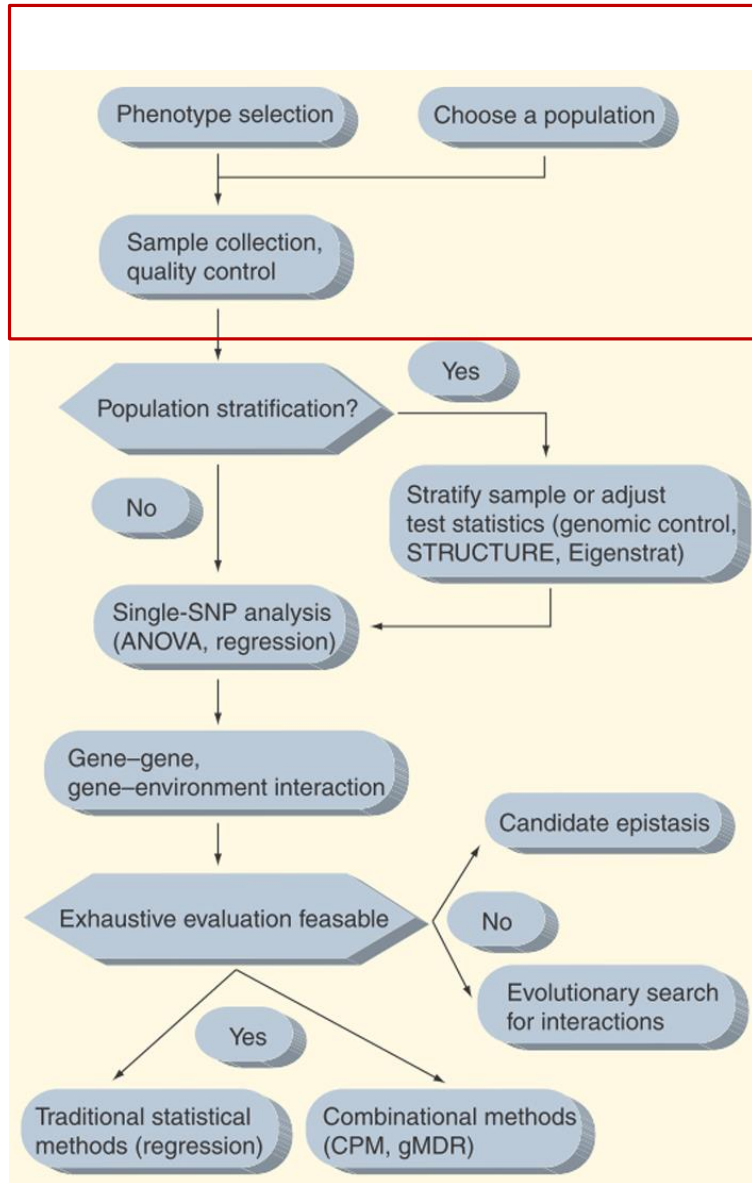 Phenotype selection
Choose a population
Sample collection,
quality control
Yes
Population stratification?
No
Stratify sample or adjust
test statistics (genomic control,
STRUCTURE, Eigenstrat)
Single-SNP analysis
(ANOVA, regression)
Gene–gene,
gene–environment interaction
Candidate epistasis
Exhaustive evaluation feasable
No
Evolutionary search
for interactions
Yes
Traditional statistical
methods (regression)
Combinational methods
(CPM, gMDR)